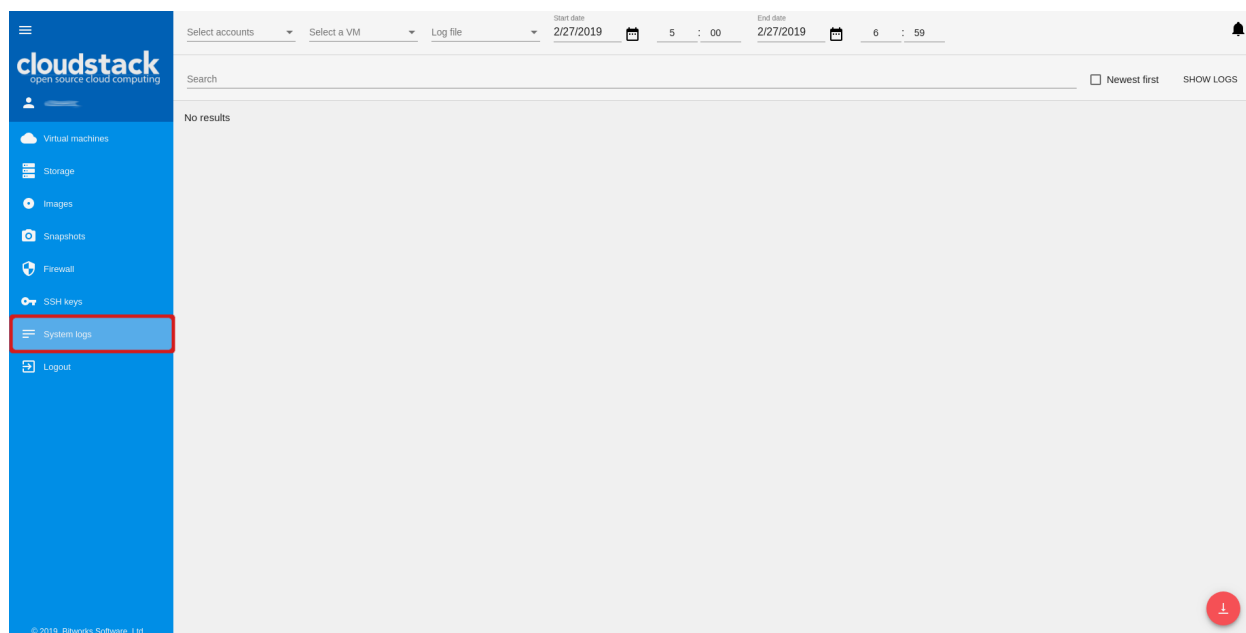 cloudstack
open source cloud computing
Virtual machines
Storage
Images
Snapshots
Firewall
SSH keys
System logs
Logout
© 2019, Bitworks Software, Ltd
Select accounts Select a VM Log file Start date 2/27/2019 5 : 00 End date 2/27/2019 6 : 59
Search Newest first SHOW LOGS
No results